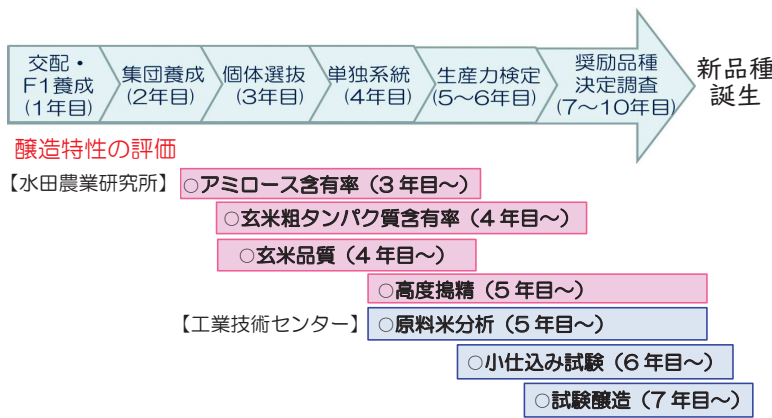 交配・
F1養成
(1年目)
集団養成
(2年目)
個体選抜
(3年目)
単独系統
(4年目)
生産力検定
(5～6年目)
奨励品種
決定調査
(7～10年目)
新品種
誕生
醸造特性の評価
【水田農業研究所】
○アミロース含有率（3年目～）
○玄米粗タンパク質含有率（4年目～）
○玄米品質（4年目～）
○高度搗精（5年目～）
【工業技術センター】
○原料米分析（5年目～）
○小仕込み試験（6年目～）
○試験醸造（7年目～）